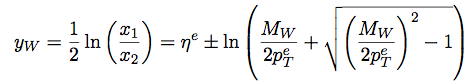 y_W = \frac{1}{2} \ln \left( \frac{x_1}{x_2} \right) = \eta^e \pm \ln \left( \frac{M_W}{2p_T^e} + \sqrt{\left( \frac{M_W}{2p_T^e} \right)^2 - 1} \right)